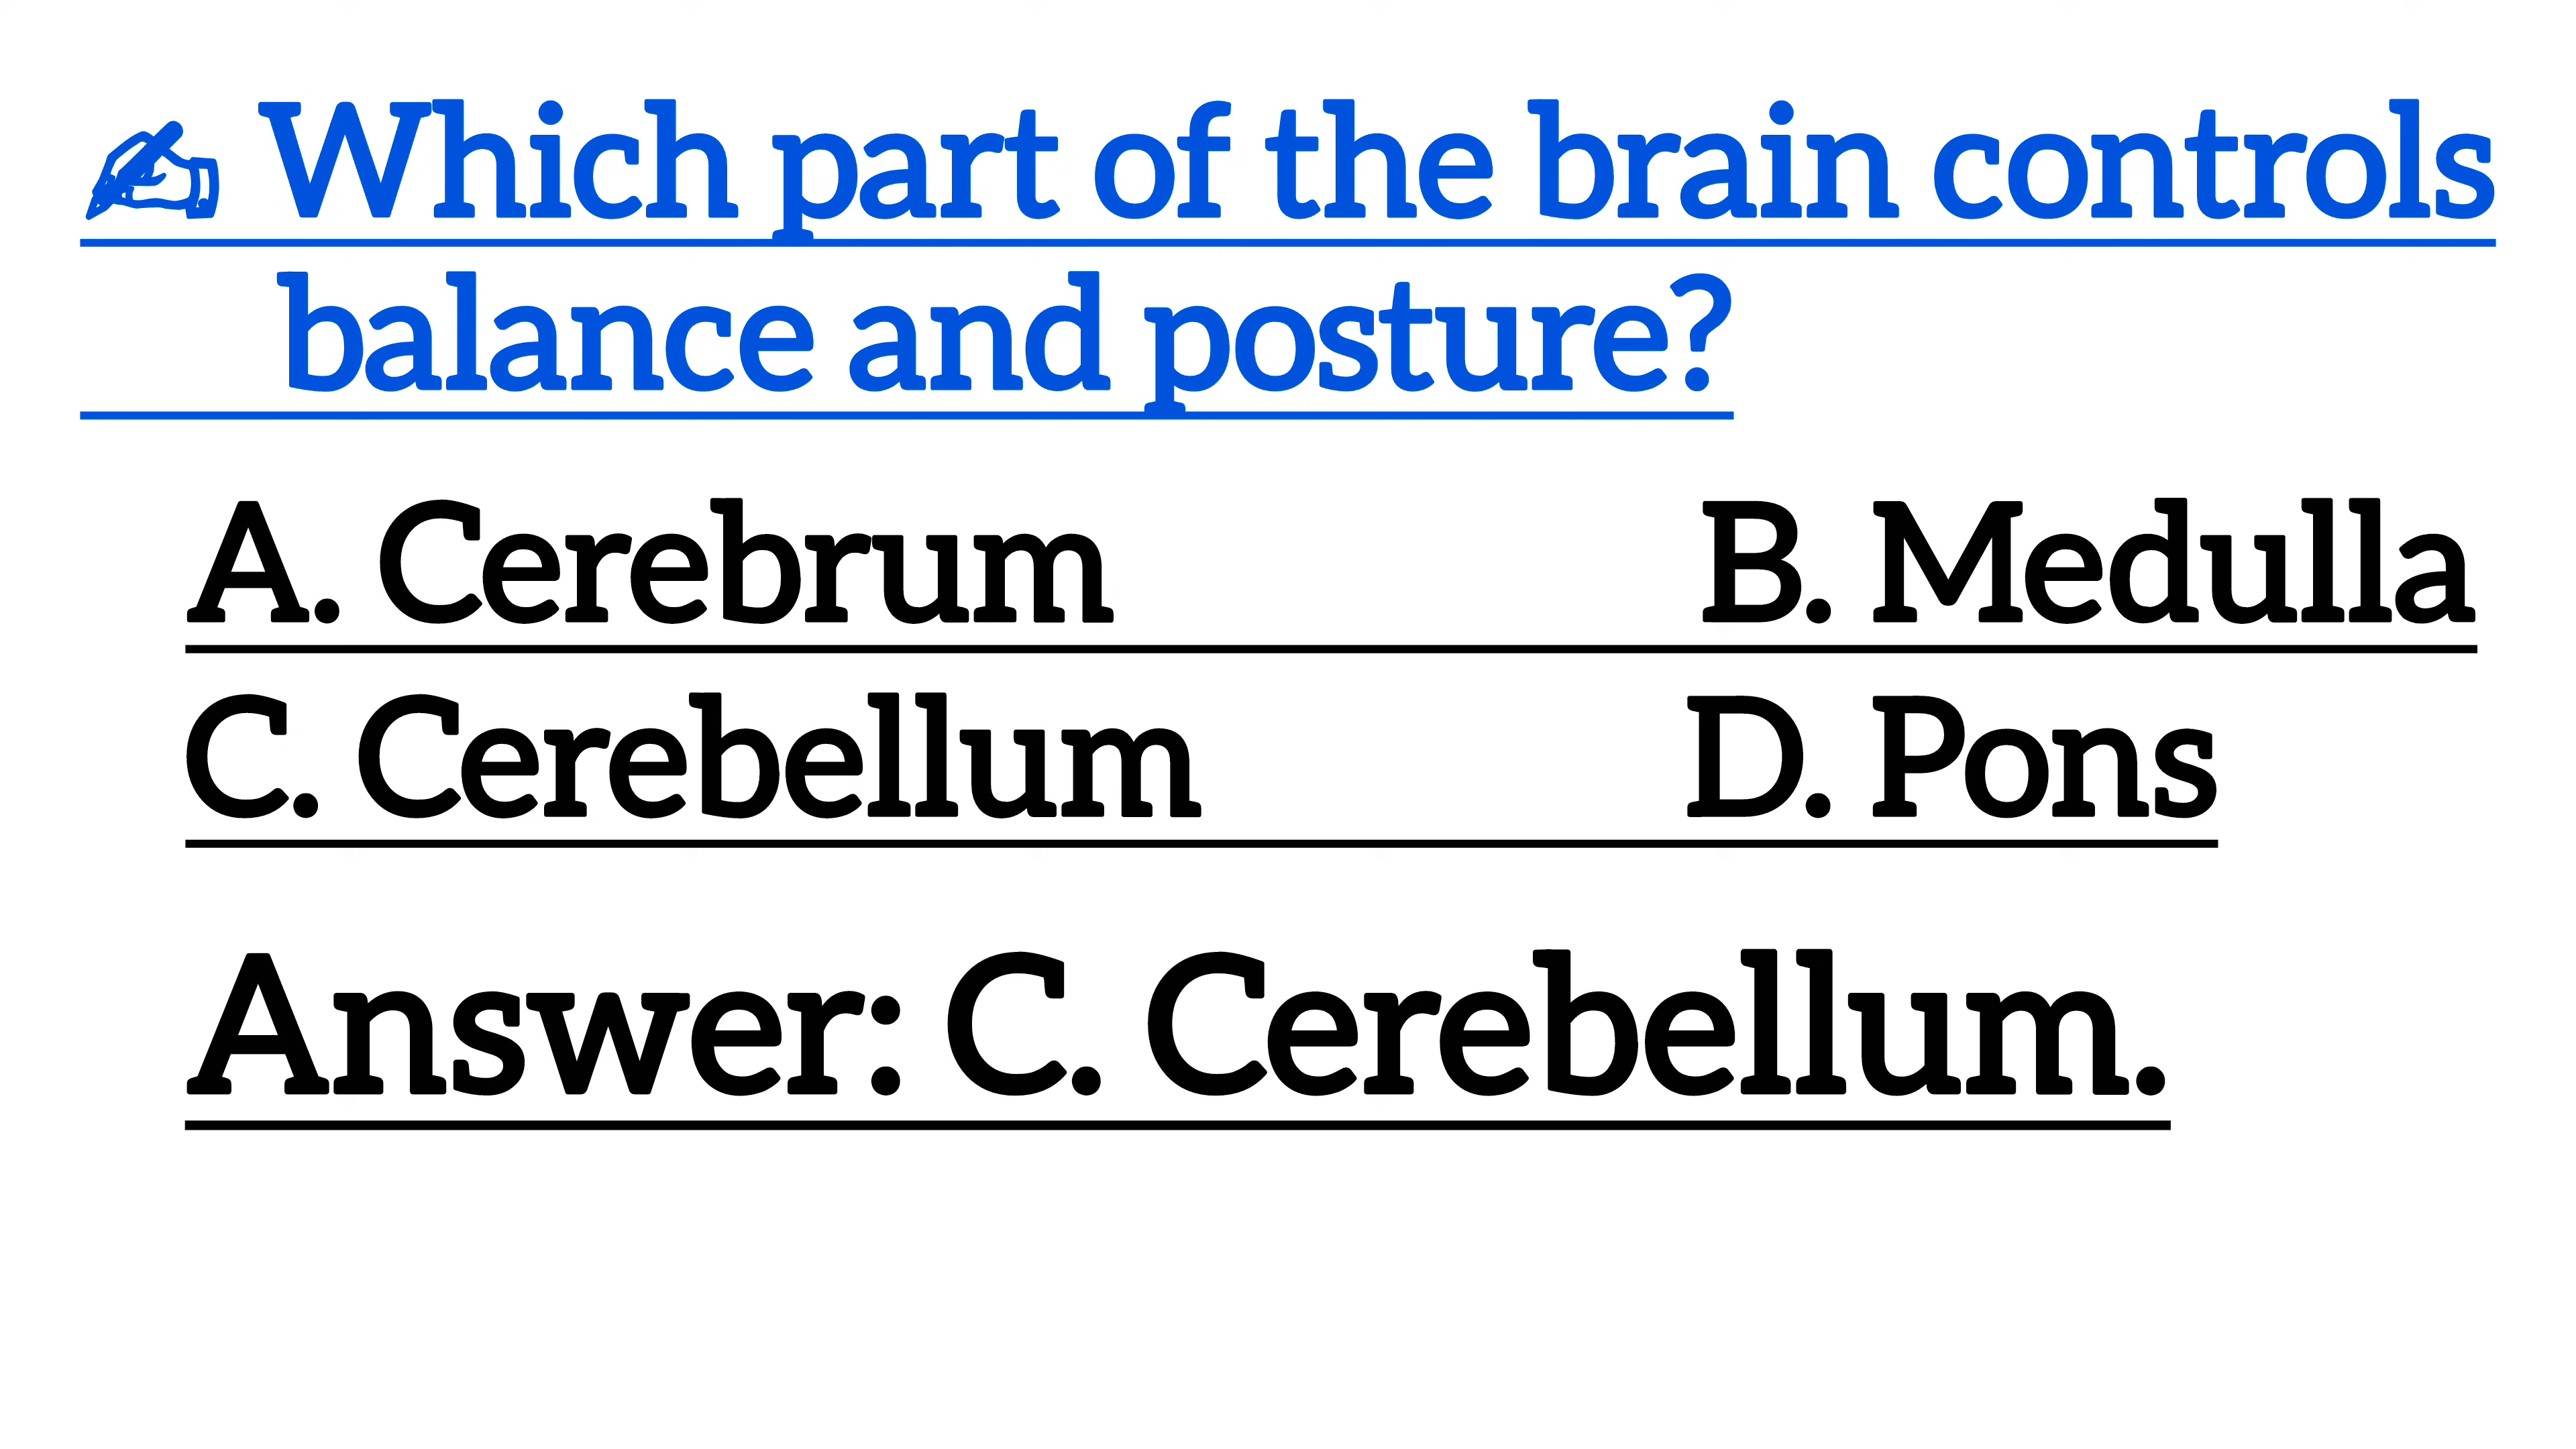 ✍ Which part of the brain controls
balance and posture?
A. Cerebrum B. Medulla
C. Cerebellum D. Pons
Answer: C. Cerebellum.